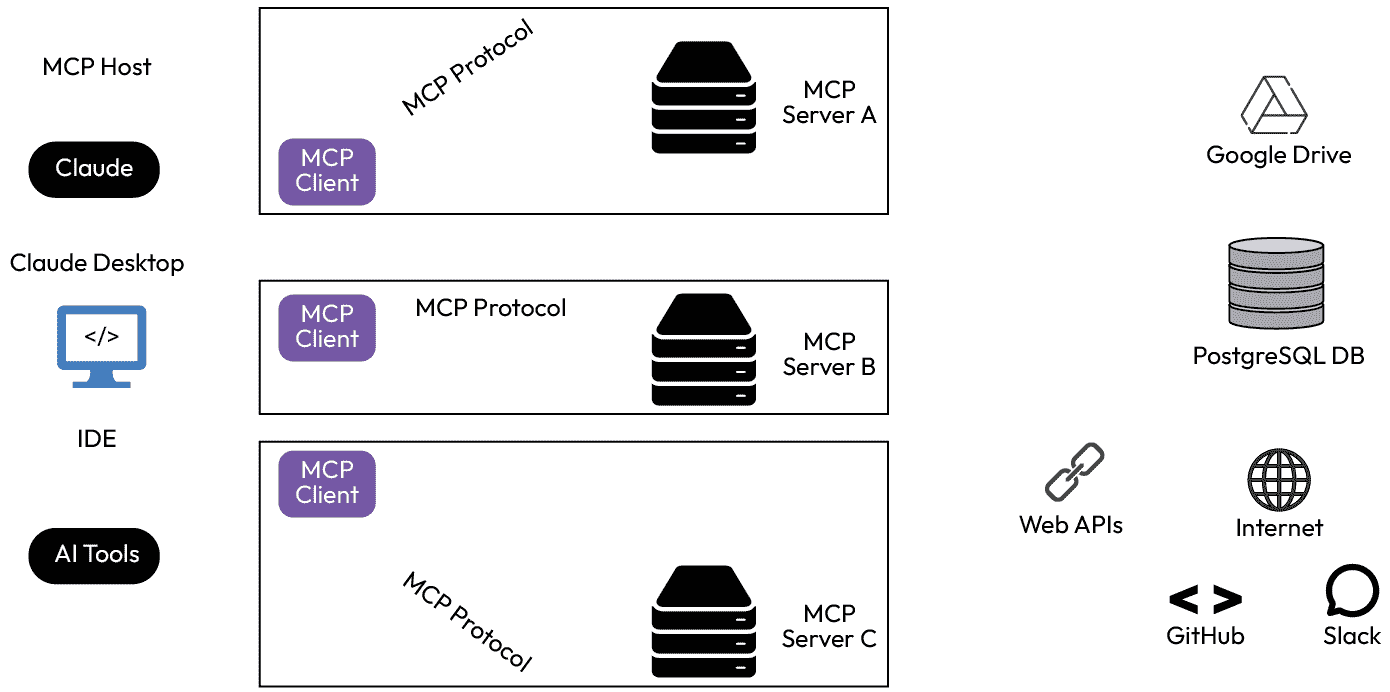 MCP Host
Claude
Claude Desktop
</>
IDE
AI Tools
MCP Protocol
MCP
Client
MCP
Server A
MCP
Client
MCP Protocol
MCP
Server B
MCP
Client
MCP Protocol
MCP
Server C
Google Drive
PostgreSQL DB
Web APIs
Internet
< >
GitHub
Slack